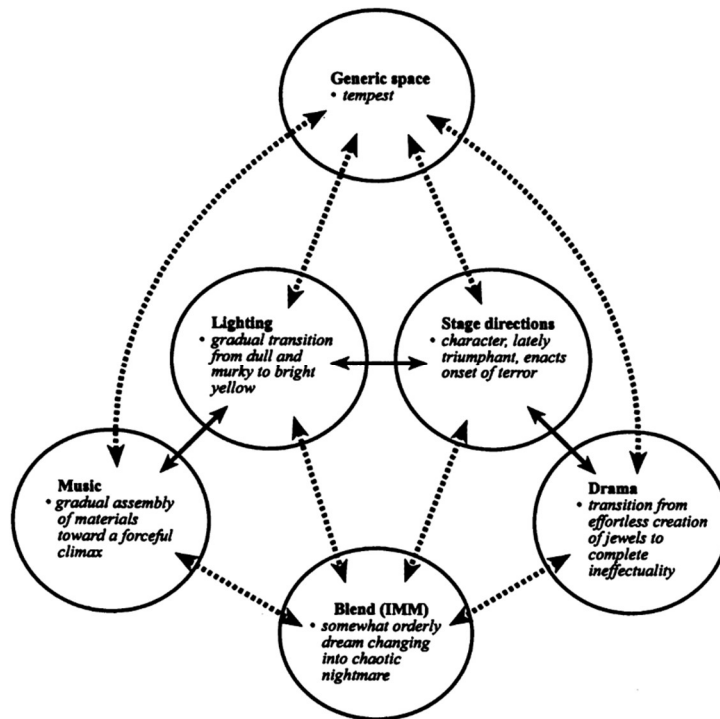 Generic space
• tempest
Lighting
• gradual transition
from dull and
murky to bright
yellow
Stage directions
• character, lately
triumphant, enacts
onset of terror
Music
• gradual assembly
of materials
toward a forceful
climax
Drama
• transition from
effortless creation
of jewels to
complete
ineffectuality
Blend (IMM)
• somewhat orderly
dream changing
into chaotic
nightmare